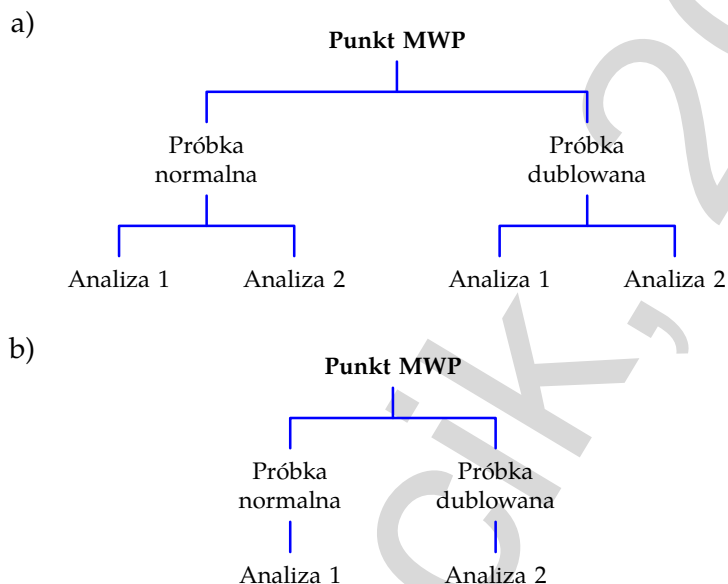 a)
Punkt MWP
Próbka Próbka
normalna dublowana
Analiza 1 Analiza 2 Analiza 1 Analiza 2
b)
Punkt MWP
Próbka Próbka
normalna dublowana
Analiza 1 Analiza 2